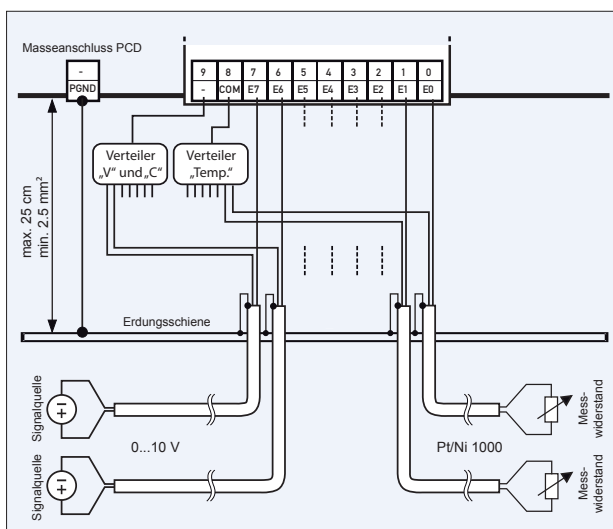 Masseanschluss PCD
-
PGND
9 8 7 6 5 4 3 2 1 0
- COM E7 E6 E5 E4 E3 E2 E1 E0
Verteiler
„V“ und „C“
Verteiler
„Temp.“
max. 25 cm
min. 2.5 mm²
Erdungsschiene
Signalquelle
0...10 V
Pt/Ni 1000
Mess-
widerstand
Signalquelle
Mess-
widerstand